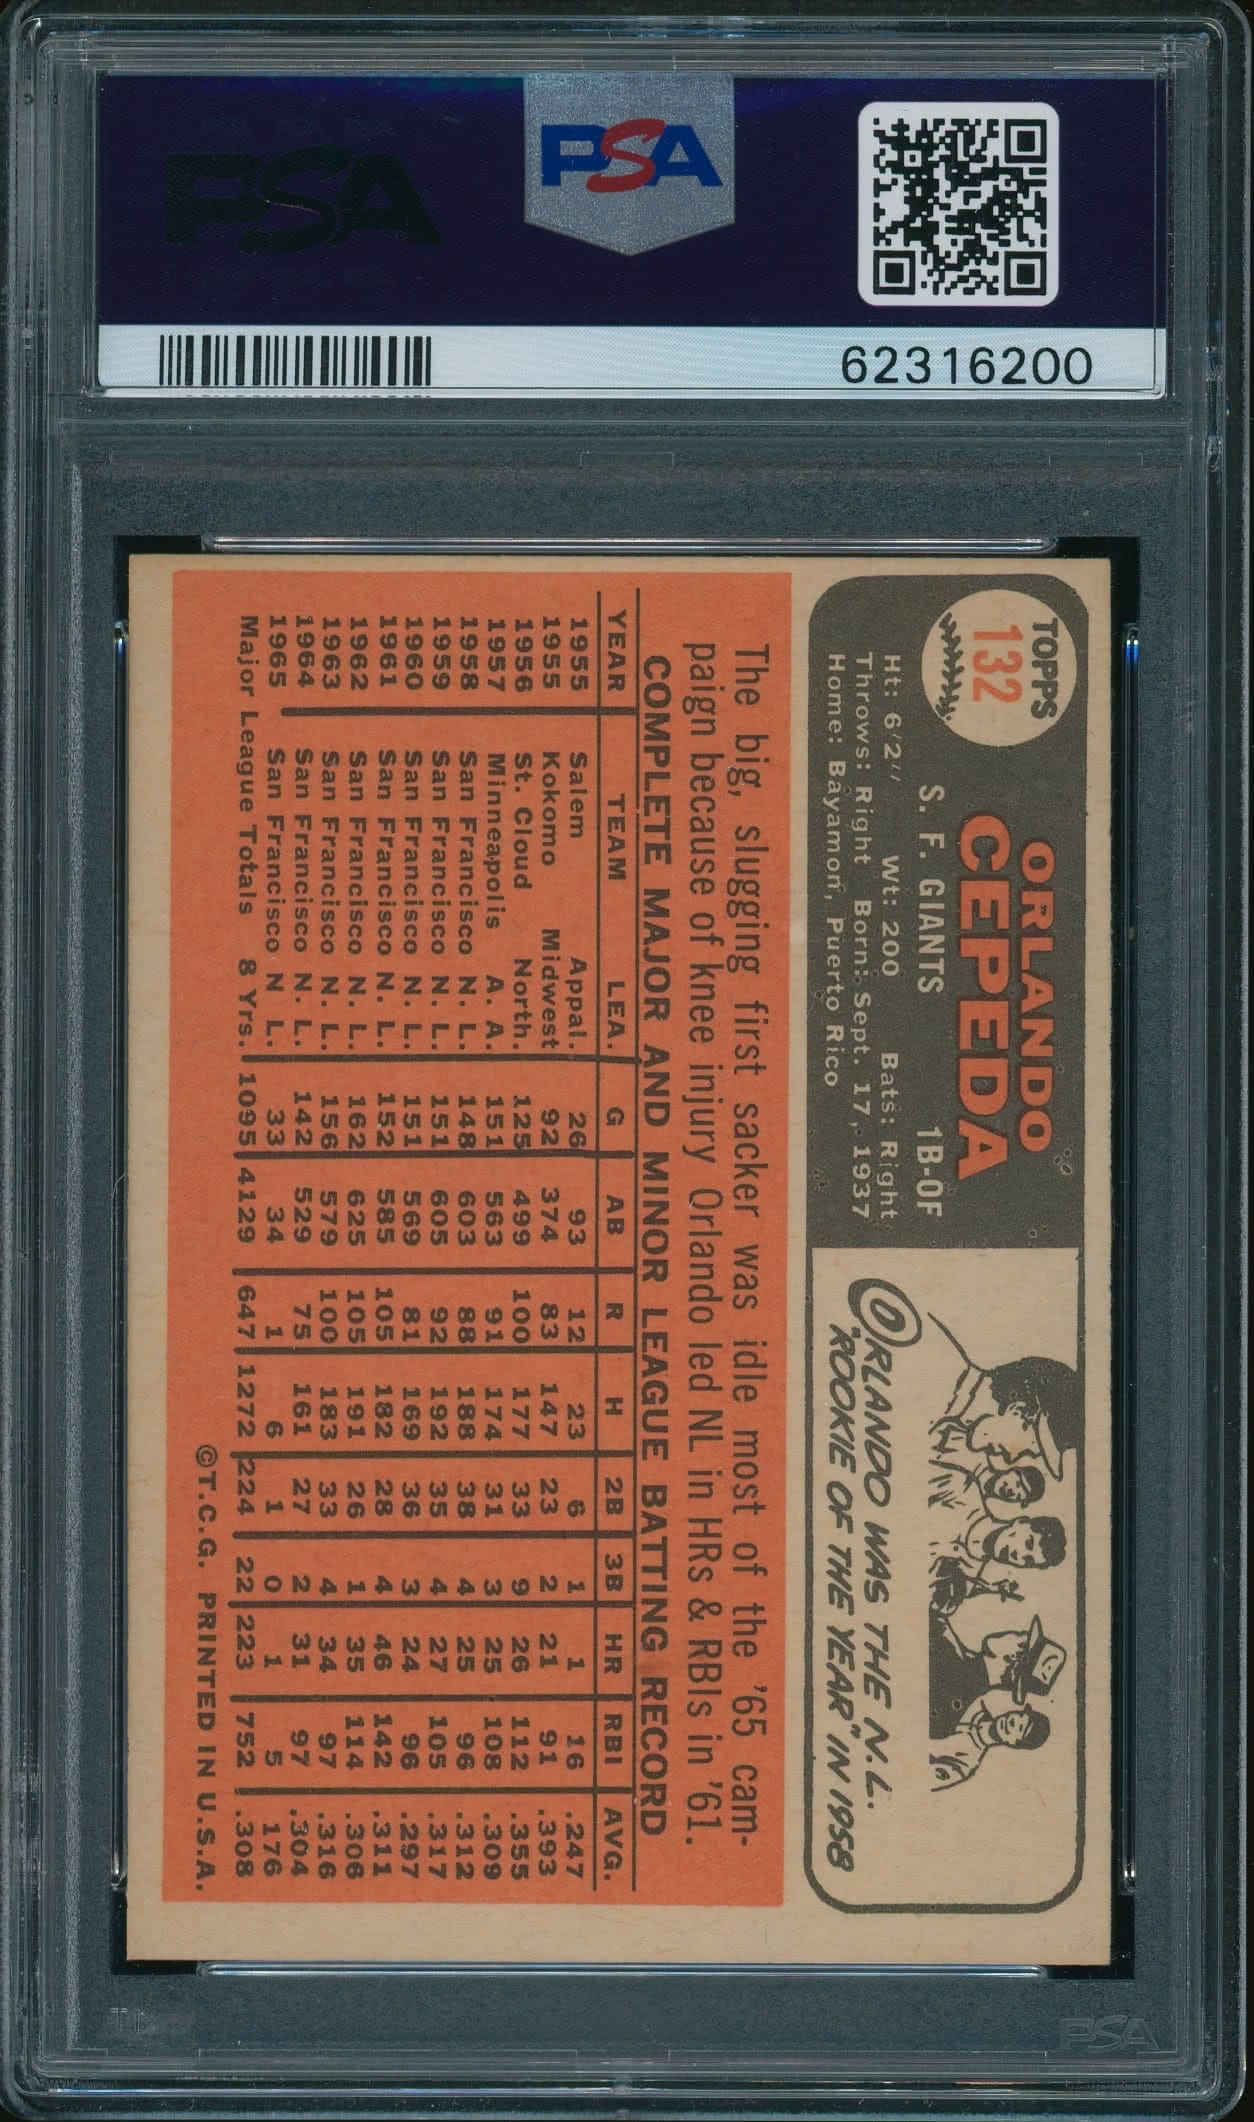 PSA
PSA
62316200
TOPPS
132
ORLANDO
CEPEDA
S. F. GIANTS 1B-OF
Ht: 6'2" Wt: 200 Bats: Right
Throws: Right Born: Sept. 17, 1937
Home: Bayamon, Puerto Rico
ORLANDO WAS THE N.L.
"ROOKIE OF THE YEAR" IN 1958
The big, slugging first sacker was idle most of the '65 cam-
paign because of knee injury Orlando led NL in HRs & RBIs in '61.
COMPLETE MAJOR AND MINOR LEAGUE BATTING RECORD
YEAR TEAM LEA. G AB R H 2B 3B HR RBI AVG.
1955 Salem Appal. 26 93 12 23 6 1 1 16 .247
1955 Kokomo Midwest 92 374 83 147 23 2 21 91 .393
1956 St. Cloud North. 125 499 100 177 33 9 26 112 .355
1957 Minneapolis A. A. 151 563 91 174 31 3 25 108 .309
1958 San Francisco N. L. 148 603 88 188 38 4 25 96 .312
1959 San Francisco N. L. 151 605 92 192 35 4 27 105 .317
1960 San Francisco N. L. 151 569 81 169 36 3 24 96 .297
1961 San Francisco N. L. 152 585 105 182 28 4 46 142 .311
1962 San Francisco N. L. 162 625 105 191 26 1 35 114 .306
1963 San Francisco N. L. 156 579 100 183 33 4 34 97 .316
1964 San Francisco N. L. 142 529 75 161 27 2 31 97 .304
1965 San Francisco N L. 33 34 1 6 1 0 1 5 .176
Major League Totals 8 Yrs. 1095 4129 647 1272 224 22 223 752 .308
©T.C.G. PRINTED IN U.S.A.
PSA